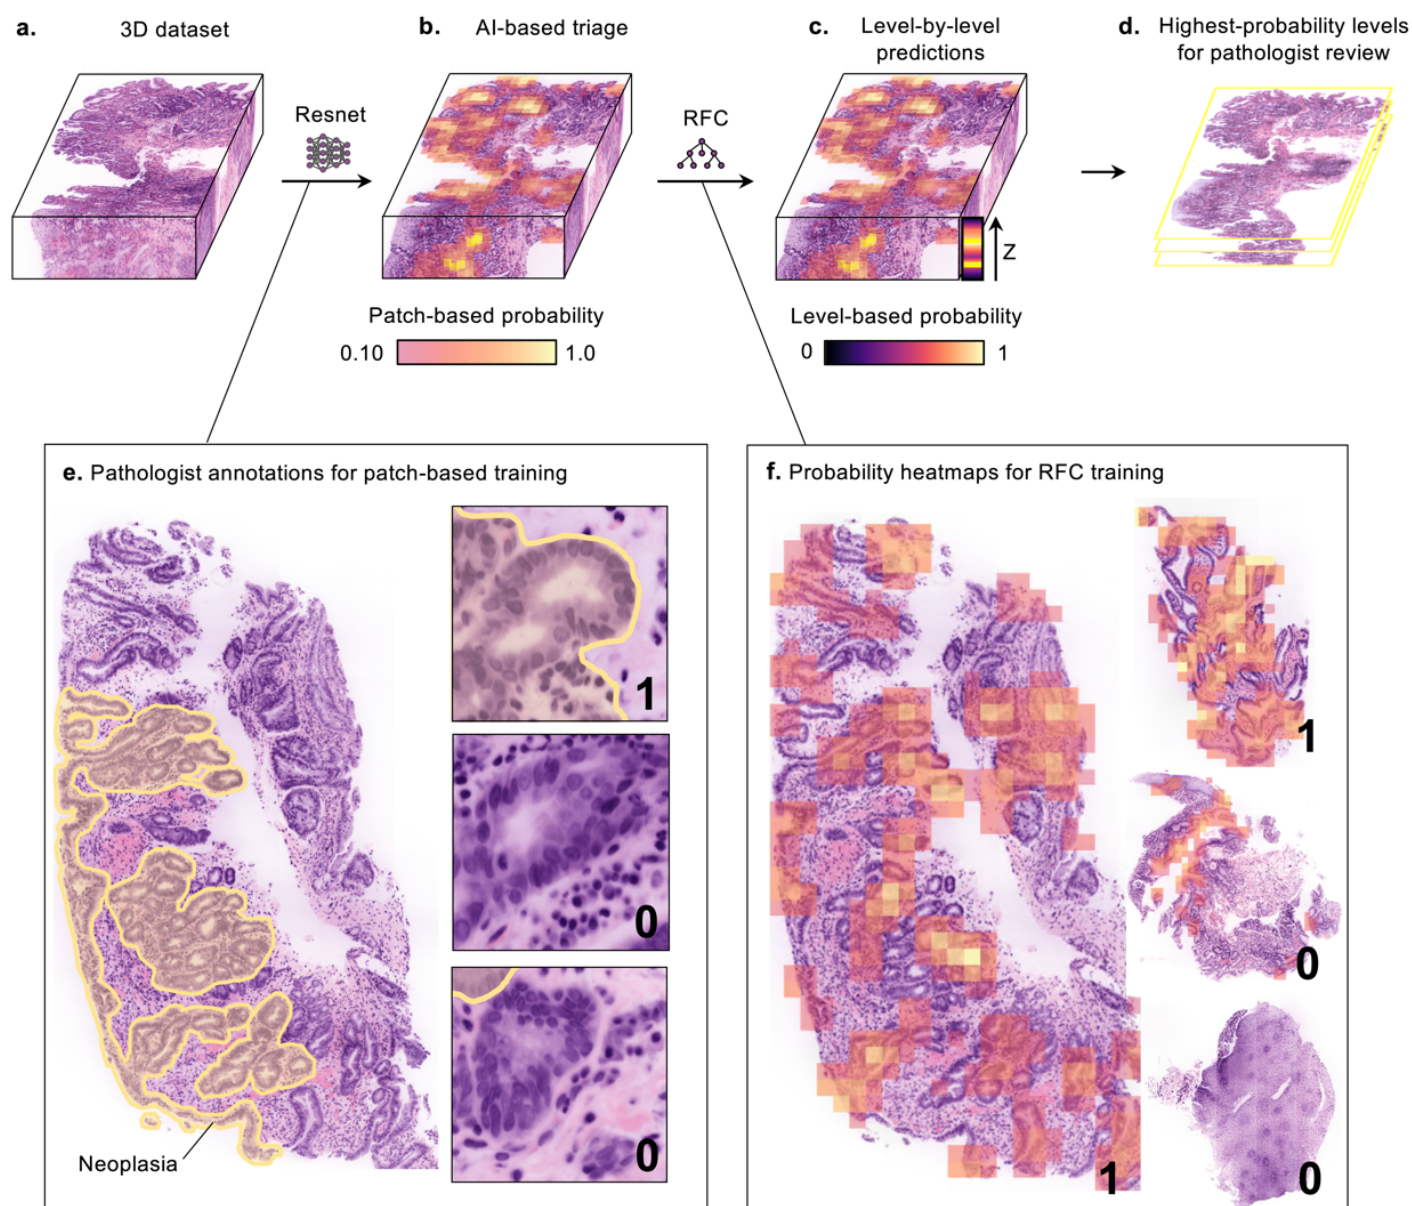 a. 3D dataset
b. AI-based triage
c. Level-by-level
predictions
d. Highest-probability levels
for pathologist review
Resnet
RFC
Z
Patch-based probability
0.10 1.0
Level-based probability
0 1
e. Pathologist annotations for patch-based training
1
0
0
Neoplasia
f. Probability heatmaps for RFC training
1
0
0
1